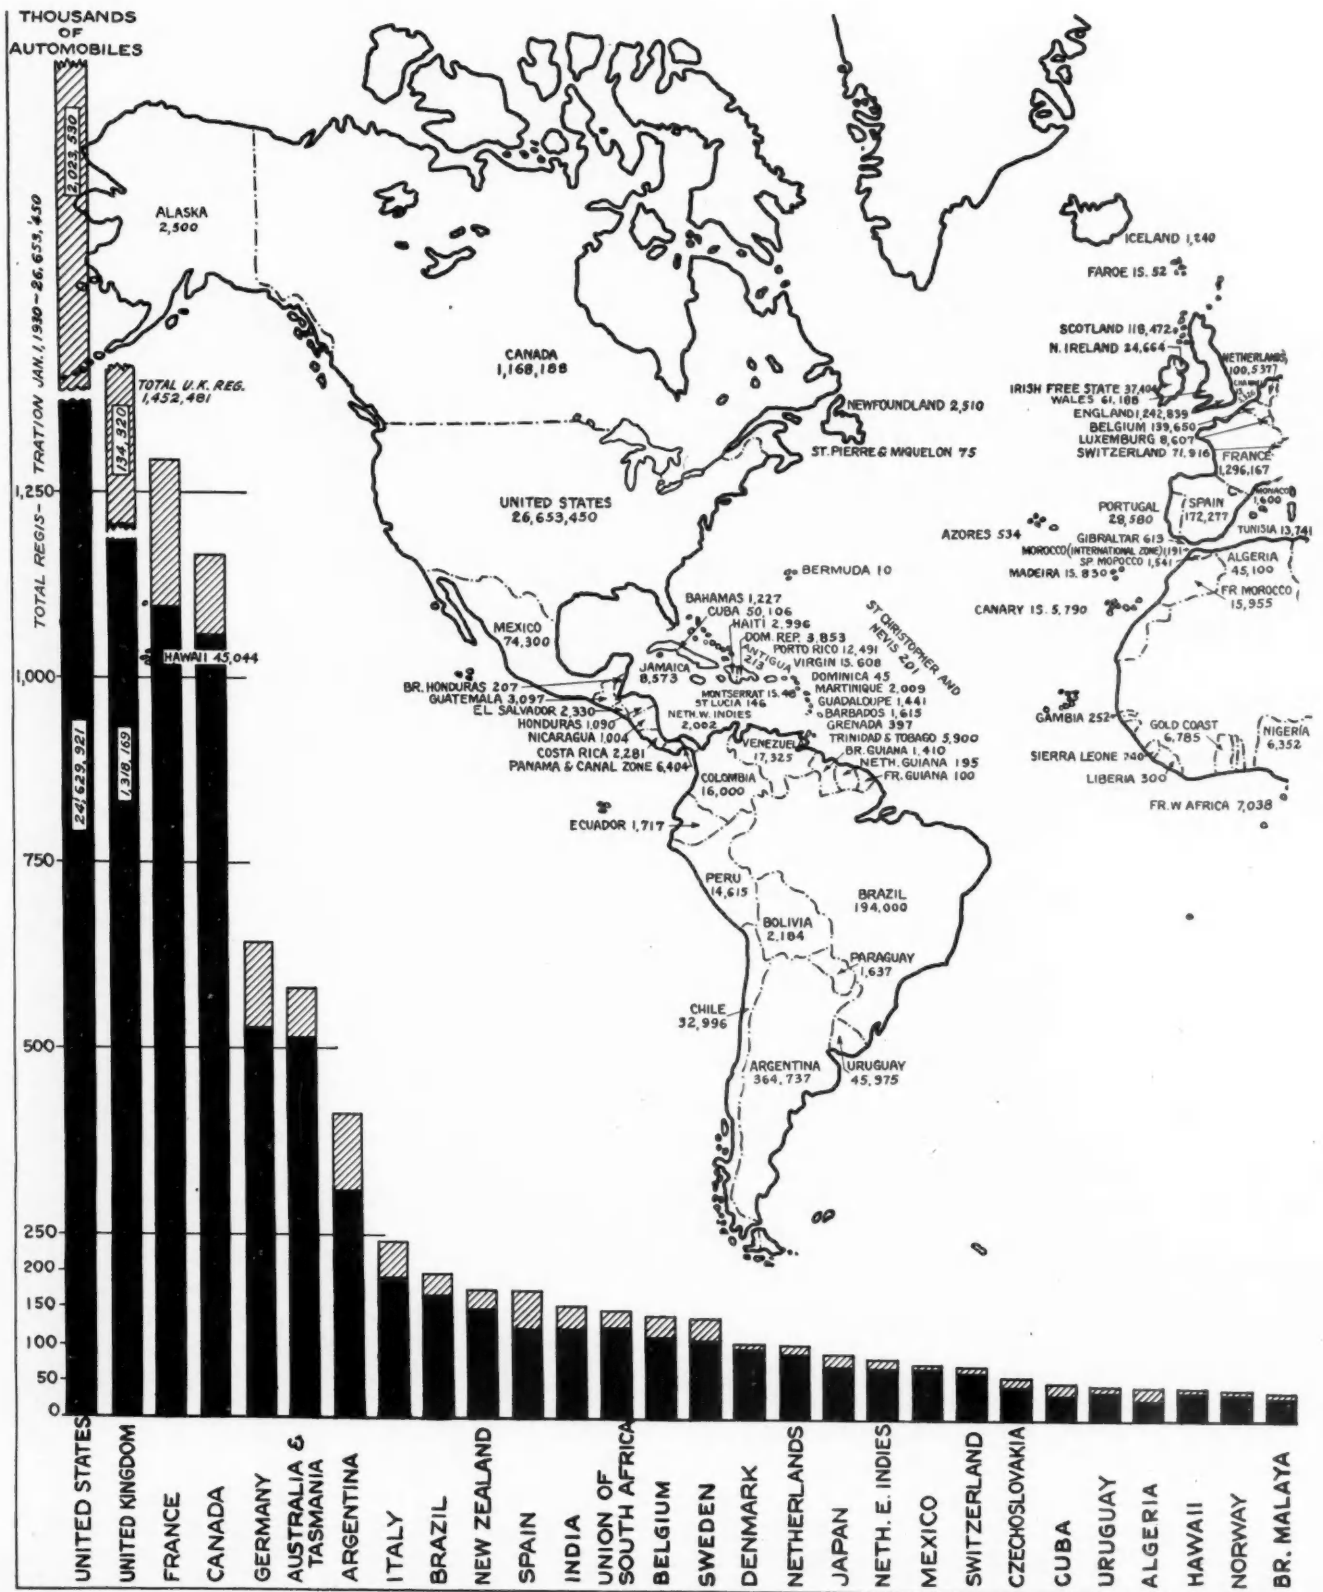 THOUSANDS
OF
AUTOMOBILES
TOTAL REGIS- TRATION JAN. 1, 1930 - 26,653,450
2,023,530
ALASKA
2,500
ICELAND 1,240
FAROE IS. 52
SCOTLAND 118,472
N. IRELAND 24,664
NETHERLANDS,
100,537
CANADA
1,168,188
TOTAL U.K. REG.
1,452,481
134,320
IRISH FREE STATE 37,404
WALES 61,188
ENGLAND 1,242,839
BELGIUM 139,650
LUXEMBURG 8,607
SWITZERLAND 71,916
FRANCE
1,296,167
NEWFOUNDLAND 2,510
ST. PIERRE & MIQUELON 75
1,250
UNITED STATES
26,653,450
MONACO
1,600
PORTUGAL
28,580
SPAIN
172,277
TUNISIA 13,741
AZORES 534
GIBRALTAR 613
MOROCCO (INTERNATIONAL ZONE) 1,191
SP. MOROCCO 1,541
ALGERIA
45,100
MADEIRA IS. 830
FR. MOROCCO
15,955
CANARY IS. 5,790
BERMUDA 10
BAHAMAS 1,227
CUBA 50,106
HAITI 2,996
DOM. REP. 3,853
PORTO RICO 12,491
VIRGIN IS. 608
ANTIGUA
213
ST CHRISTOPHER AND
NEVIS 201
DOMINICA 45
MARTINIQUE 2,009
GUADALOUPE 1,441
BARBADOS 1,615
GRENADA 397
TRINIDAD & TOBAGO 5,900
BR. GUIANA 1,410
NETH. GUIANA 195
FR. GUIANA 100
MEXICO
74,300
HAWAII 45,044
1,000
JAMAICA
8,573
MONTSERRAT IS. 48
ST LUCIA 146
NETH. W. INDIES
2,002
BR. HONDURAS 207
GUATEMALA 3,097
EL SALVADOR 2,330
HONDURAS 1,090
NICARAGUA 1,004
COSTA RICA 2,281
PANAMA & CANAL ZONE 6,404
VENEZUEL
17,325
COLOMBIA
16,000
ECUADOR 1,717
GAMBIA 252
GOLD COAST
6,785
NIGERIA
6,352
SIERRA LEONE
LIBERIA 300
FR. W AFRICA 7,038
24,629,921
1,318,169
750
PERU
14,615
BRAZIL
194,000
BOLIVIA
2,184
PARAGUAY
1,637
CHILE
32,996
ARGENTINA
364,737
URUGUAY
45,975
500
250
200
150
100
50
0
UNITED STATES
UNITED KINGDOM
FRANCE
CANADA
GERMANY
AUSTRALIA &
TASMANIA
ARGENTINA
ITALY
BRAZIL
NEW ZEALAND
SPAIN
INDIA
UNION OF
SOUTH AFRICA
BELGIUM
SWEDEN
DENMARK
NETHERLANDS
JAPAN
NETH. E. INDIES
MEXICO
SWITZERLAND
CZECHOSLOVAKIA
CUBA
URUGUAY
ALGERIA
HAWAII
NORWAY
BR. MALAYA